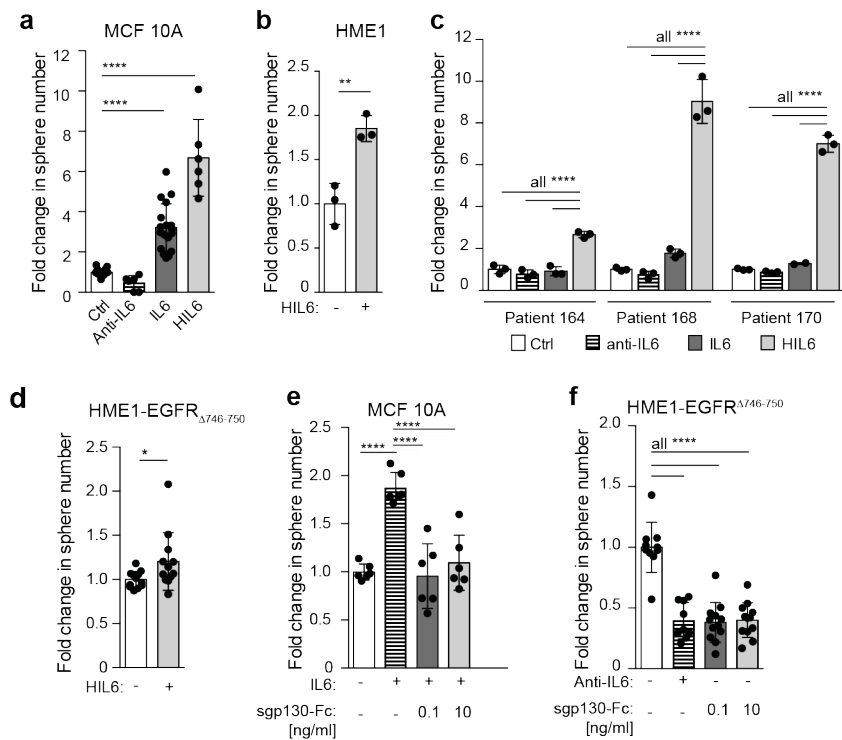 a
MCF 10A
Fold change in sphere number
12
10
8
6
4
2
0
****
****
Ctrl
Anti-IL6
IL6
HIL6
b
HME1
Fold change in sphere number
2.5
2.0
1.5
1.0
0.5
0.0
**
HIL6: - +
c
Fold change in sphere number
12
10
8
6
4
2
0
all ****
all ****
all ****
Patient 164
Patient 168
Patient 170
Ctrl
anti-IL6
IL6
HIL6
d
HME1-EGFRΔ746-750
Fold change in sphere number
2.5
2.0
1.5
1.0
0.5
0
*
HIL6: - +
e
MCF 10A
Fold change in sphere number
2.5
2.0
1.5
1.0
0.5
0
****
****
****
IL6: - + + +
sgp130-Fc: - - 0.1 10
[ng/ml]
f
HME1-EGFRΔ746-750
Fold change in sphere number
2.0
1.5
1.0
0.5
0
all ****
Anti-IL6: - + - -
sgp130-Fc: - - 0.1 10
[ng/ml]